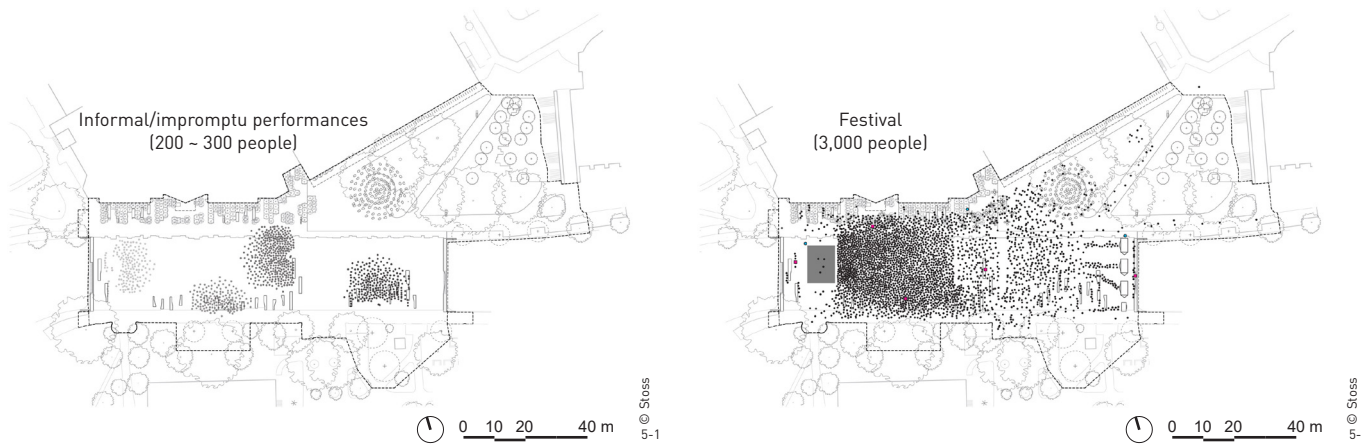 Informal/impromptu performances
(200 ~ 300 people)
0 10 20 40 m
© Stoss
5-1
Festival
(3,000 people)
0 10 20 40 m
© Stoss
5-